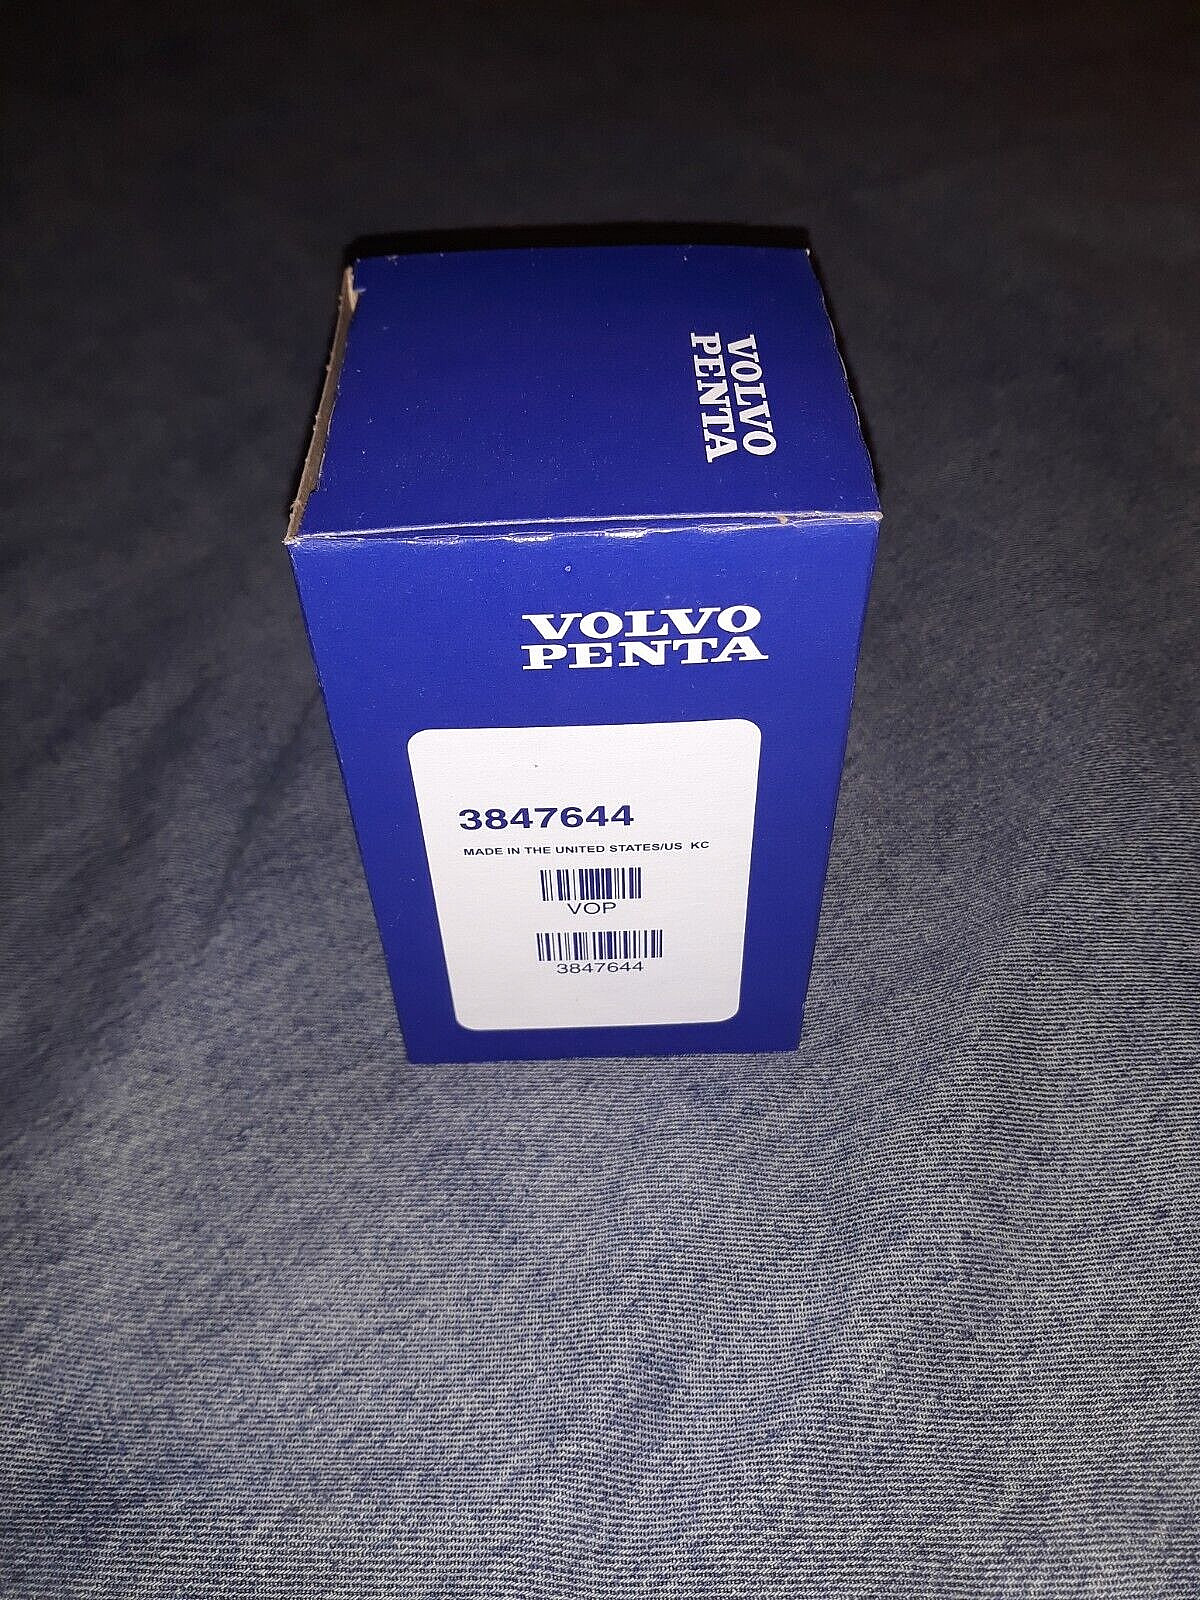 VOLVO
PENTA
VOLVO
PENTA
3847644
MADE IN THE UNITED STATES/US KC
VOP
3847644